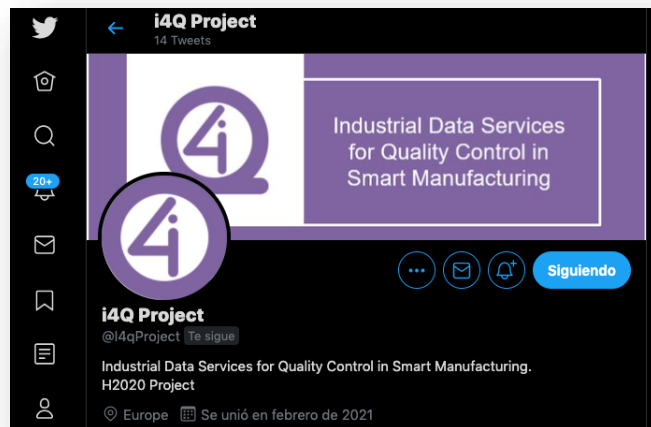 i4Q Project
14 Tweets
4i
Industrial Data Services
for Quality Control in
Smart Manufacturing
20+
4i
Siguiendo
i4Q Project
@I4qProject Te sigue
Industrial Data Services for Quality Control in Smart Manufacturing.
H2020 Project
Europe Se unió en febrero de 2021